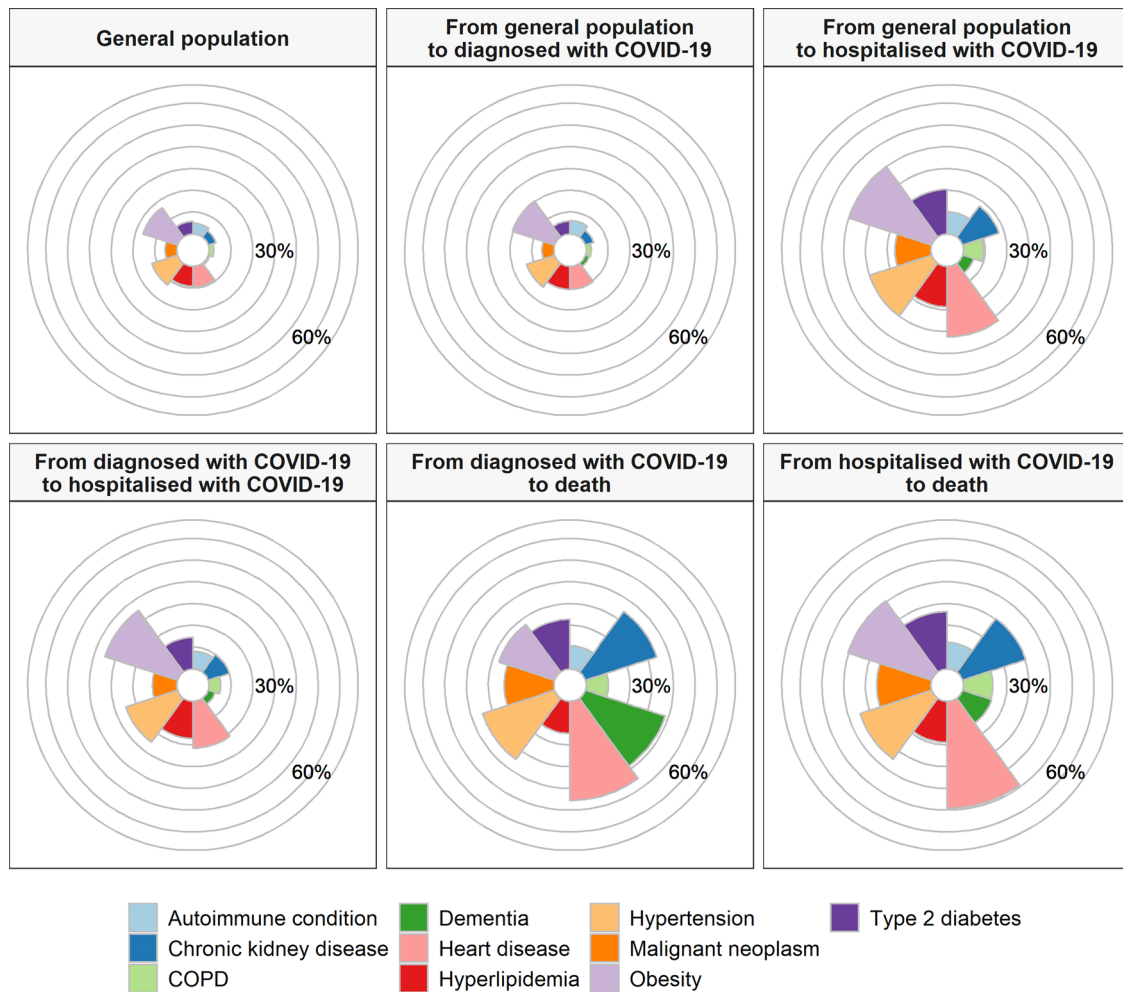 General population
From general population
to diagnosed with COVID-19
From general population
to hospitalised with COVID-19
30%
60%
30%
60%
30%
60%
From diagnosed with COVID-19
to hospitalised with COVID-19
From diagnosed with COVID-19
to death
From hospitalised with COVID-19
to death
30%
60%
30%
60%
30%
60%
Autoimmune condition
Chronic kidney disease
COPD
Dementia
Heart disease
Hyperlipidemia
Hypertension
Malignant neoplasm
Obesity
Type 2 diabetes